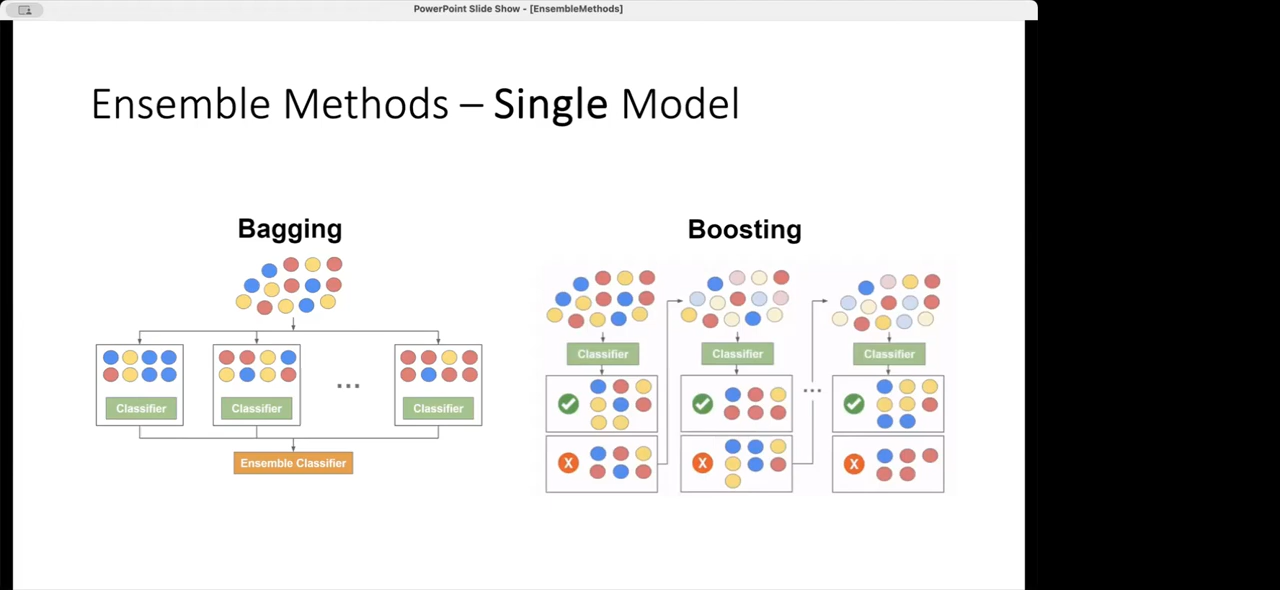 PowerPoint Slide Show - [EnsembleMethods]
Ensemble Methods – Single Model
Bagging
Classifier
Classifier
...
Classifier
Ensemble Classifier
Boosting
Classifier
Classifier
Classifier
...
X
X
X